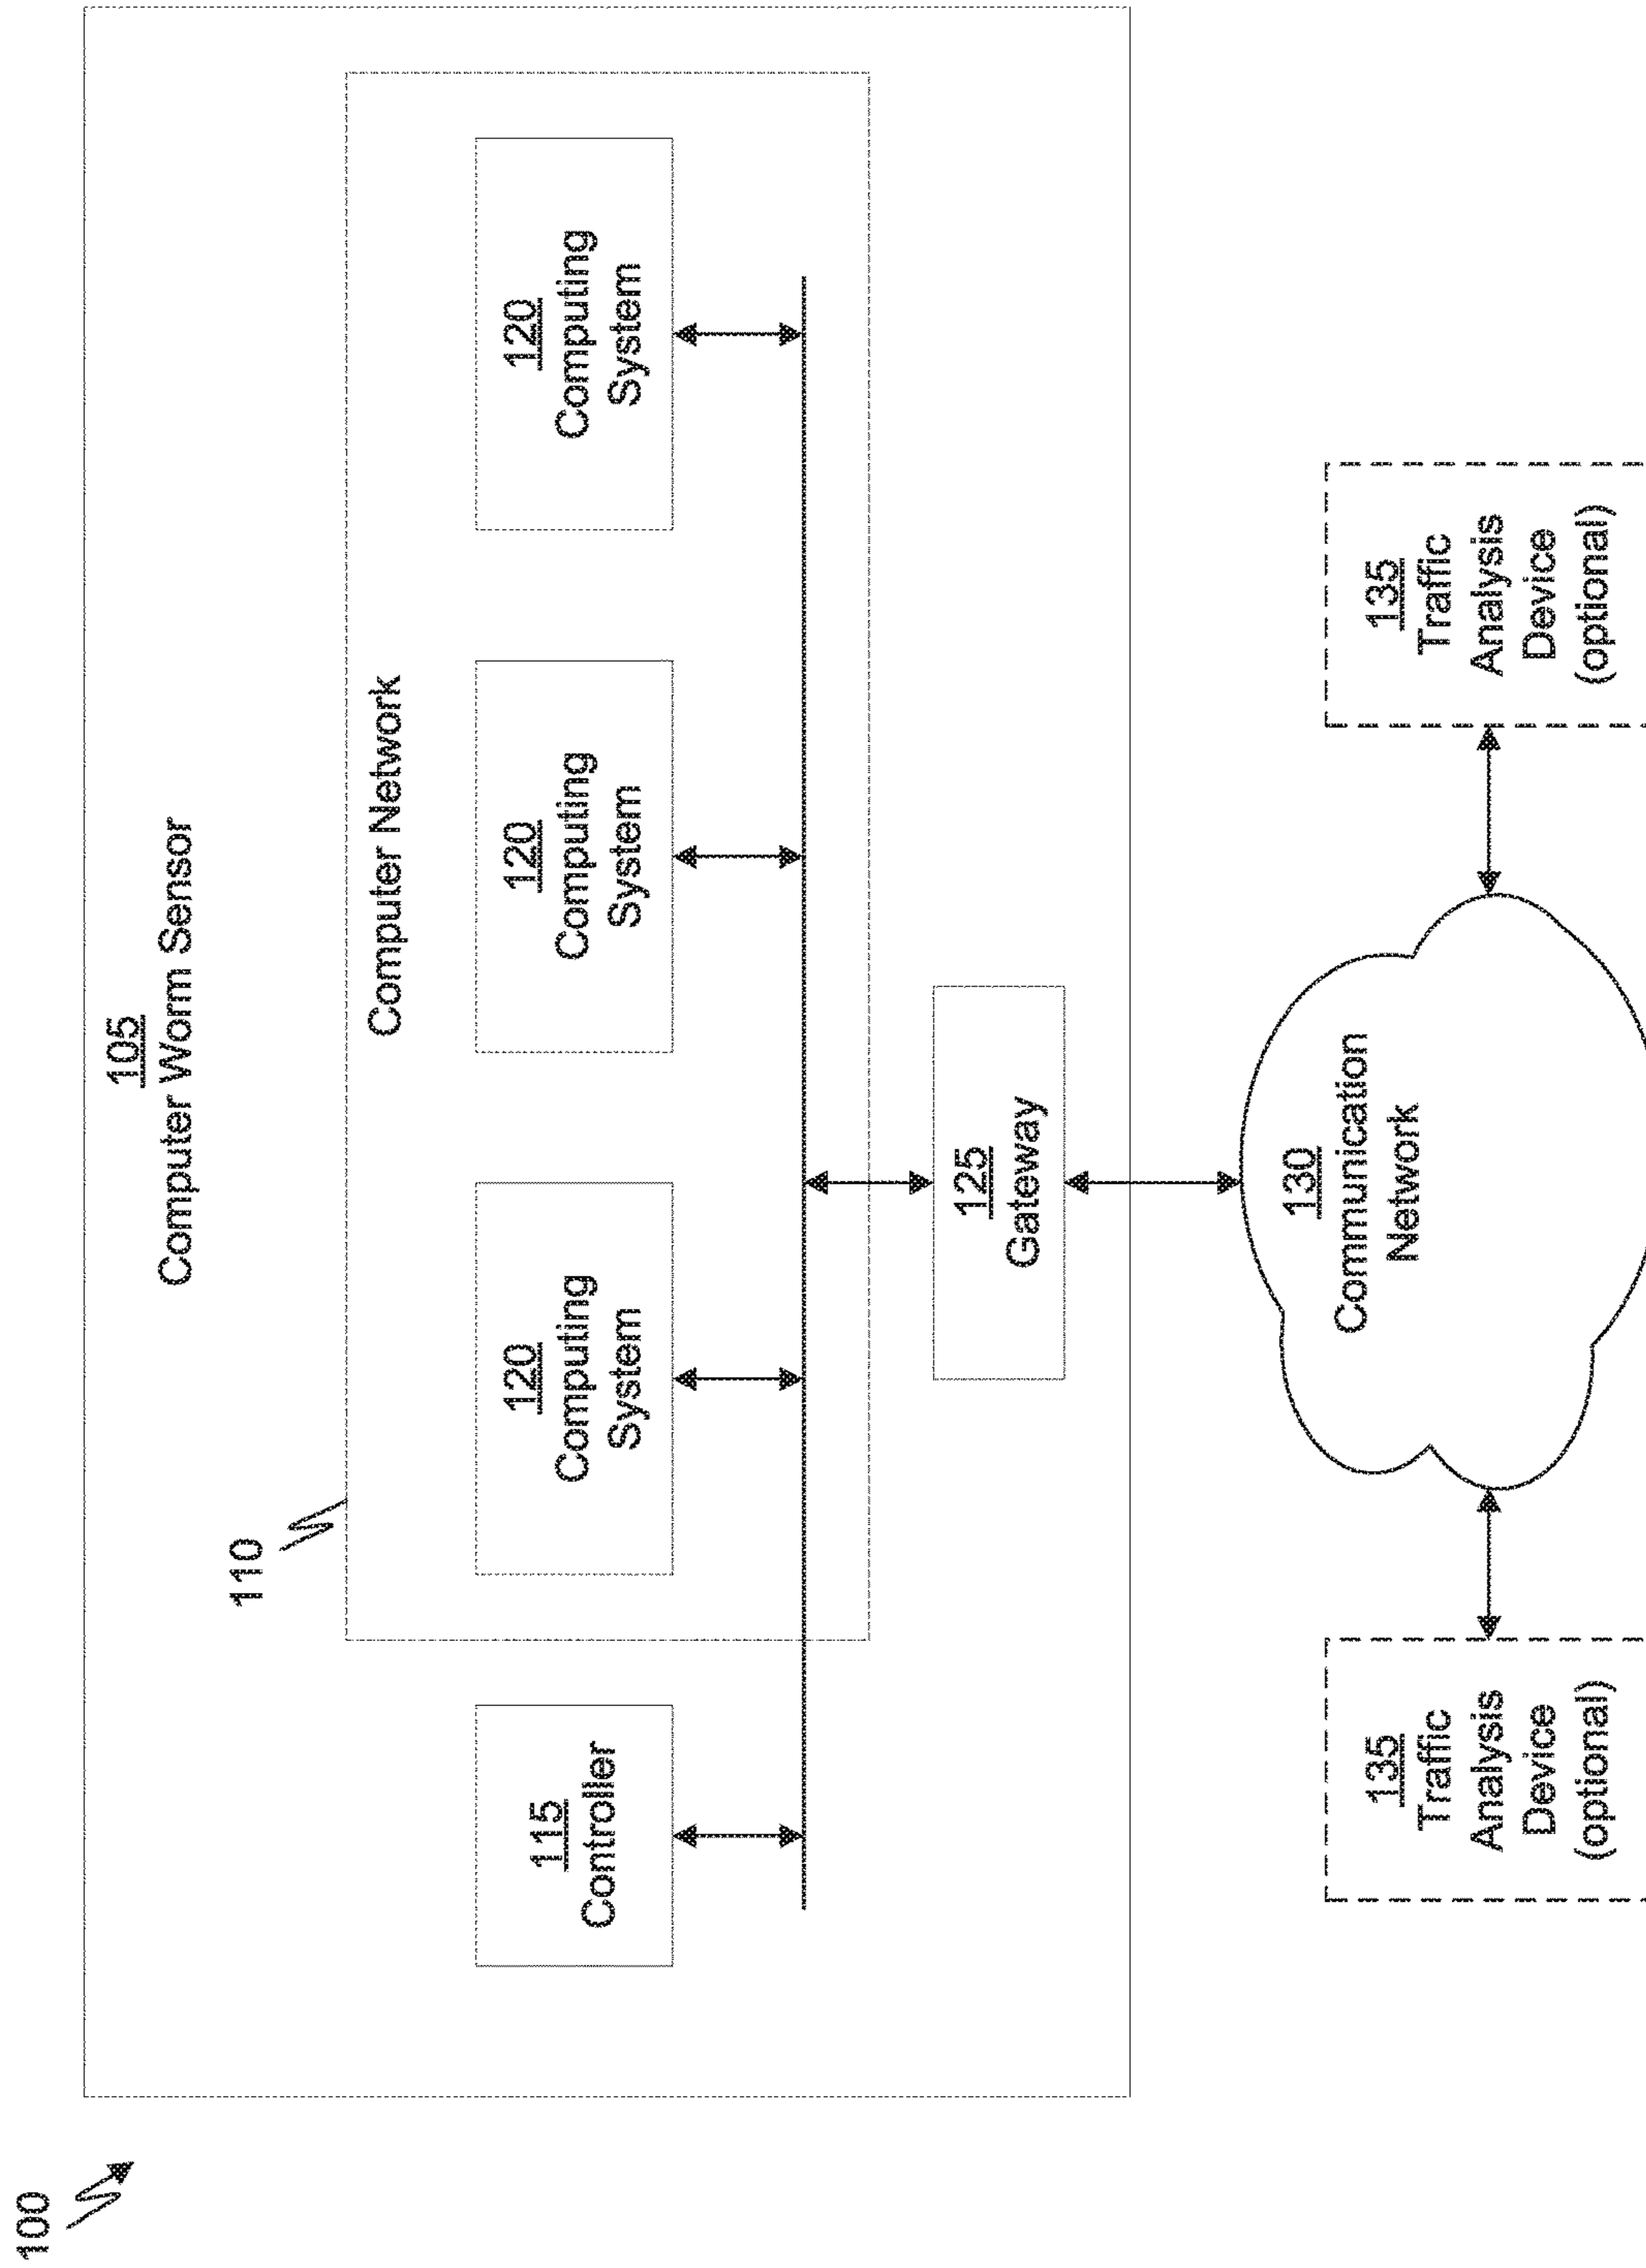 100
105
Computer Worm Sensor
110
Computer Network
115
Controller
120
Computing
System
120
Computing
System
120
Computing
System
125
Gateway
130
Communication
Network
135
Traffic
Analysis
Device
(optional)
135
Traffic
Analysis
Device
(optional)